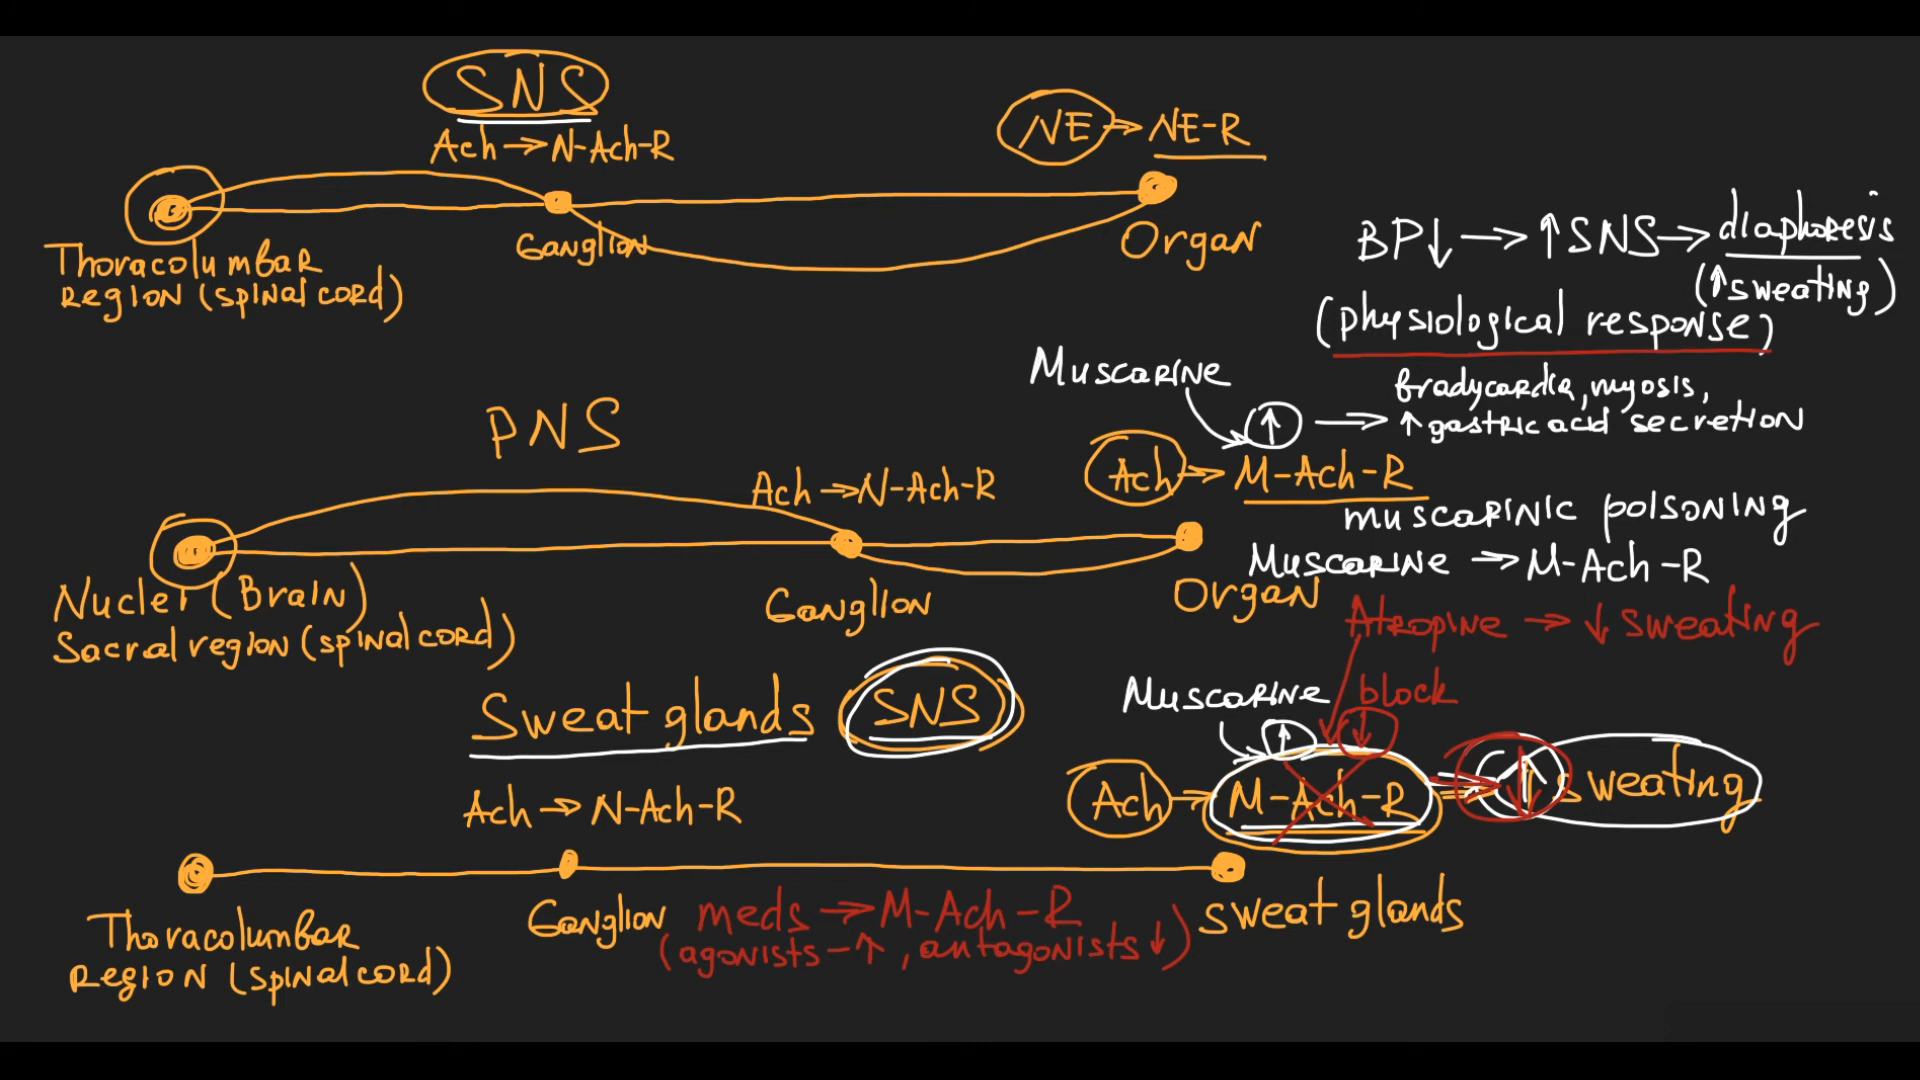 SNS
Ach → N-Ach-R
NE → NE-R
Thoracolumbar
region (spinal cord)
Ganglion
Organ
BP↓ → ↑SNS → diaphoresis
(↑sweating)
(physiological response)
PNS
Muscarine
↑ → bradycardia, myosis,
↑ gastric acid secretion
Ach → N-Ach-R
Ach → M-Ach-R
muscarinic poisoning
Muscarine → M-Ach-R
Nuclei (Brain)
Sacral region (spinal cord)
Ganglion
Organ
Atropine → ↓ sweating
Sweat glands SNS
Muscarine block
↑ ↓
Ach → N-Ach-R
Ach → M-Ach-R ⇒ ↑ sweating
Thoracolumbar
region (spinal cord)
Ganglion
sweat glands
meds → M-Ach-R
(agonists-↑, antagonists↓)